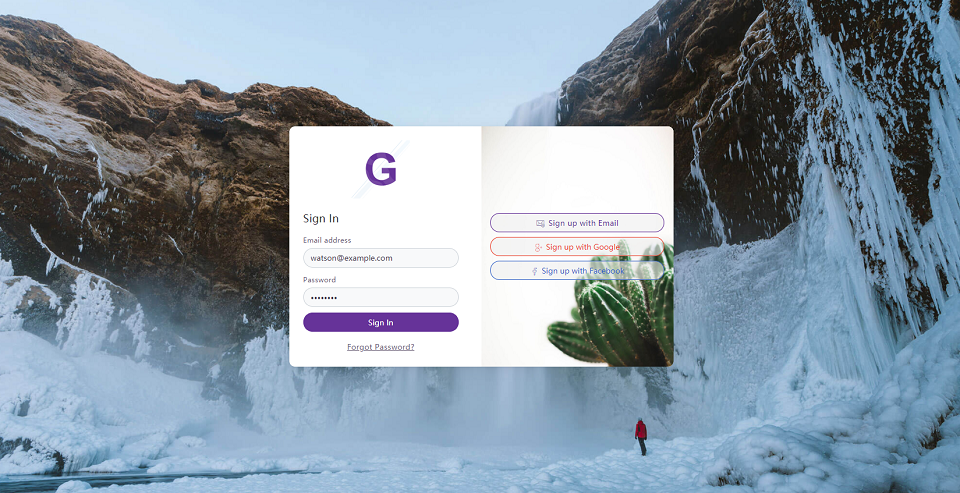 G
Sign In
Email address
watson@example.com
Password
••••••••
Sign In
Forgot Password?
Sign up with Email
Sign up with Google
Sign up with Facebook